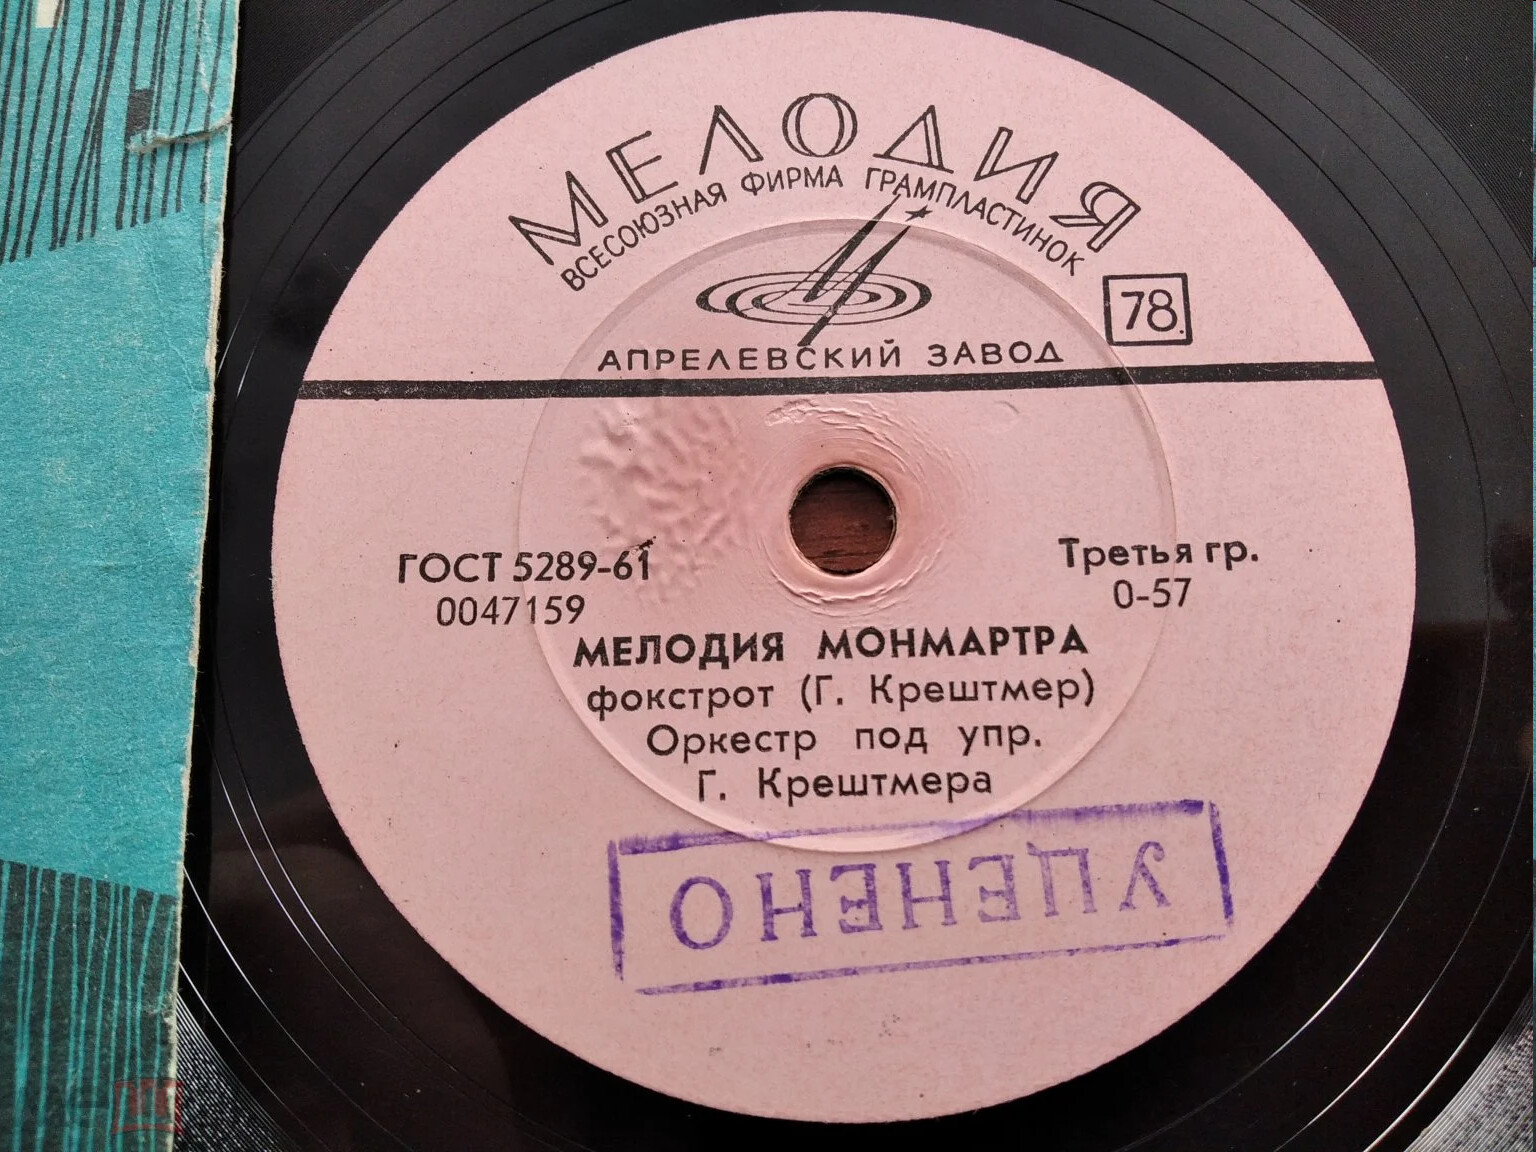 МЕЛОДИЯ
ВСЕСОЮЗНАЯ ФИРМА ГРАМПЛАСТИНОК
78
АПРЕЛЕВСКИЙ ЗАВОД
ГОСТ 5289-61
0047159
Третья гр.
0-57
МЕЛОДИЯ МОНМАРТРА
фокстрот (Г. Крештмер)
Оркестр под упр.
Г. Крештмера
УЦЕНЕНО